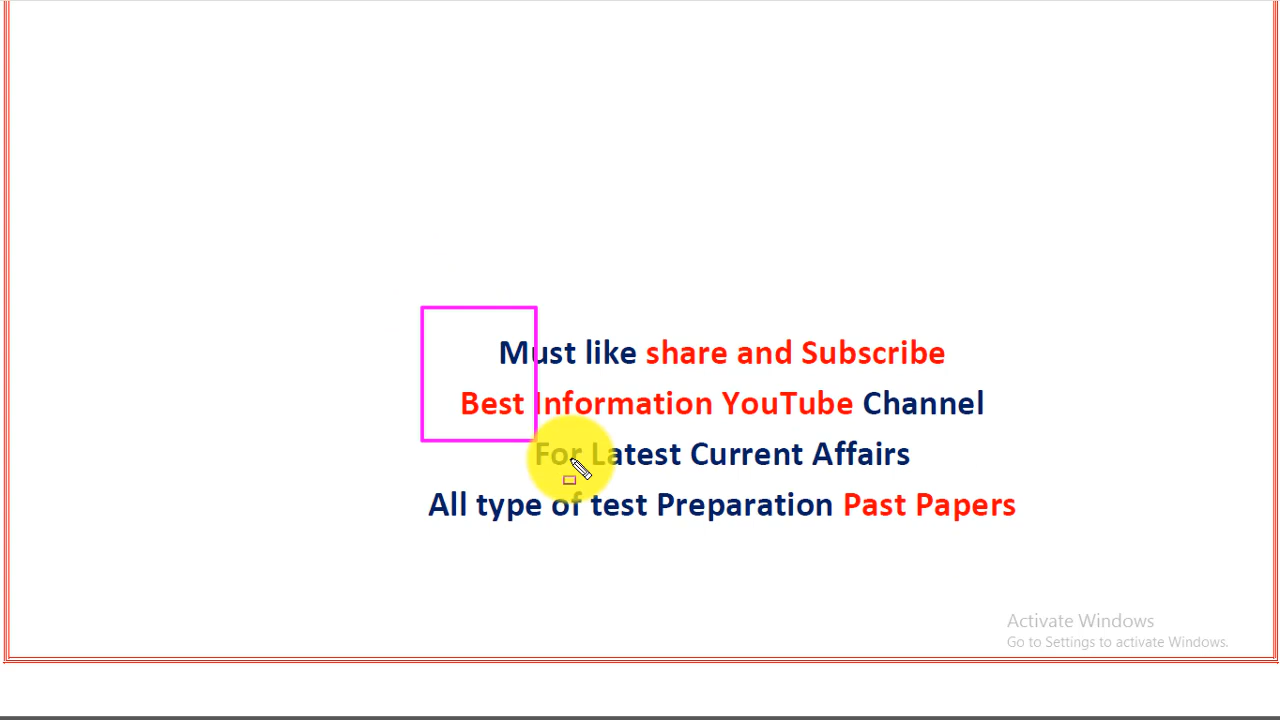 Must like share and Subscribe
Best Information YouTube Channel
For Latest Current Affairs
All type of test Preparation Past Papers
Activate Windows
Go to Settings to activate Windows.